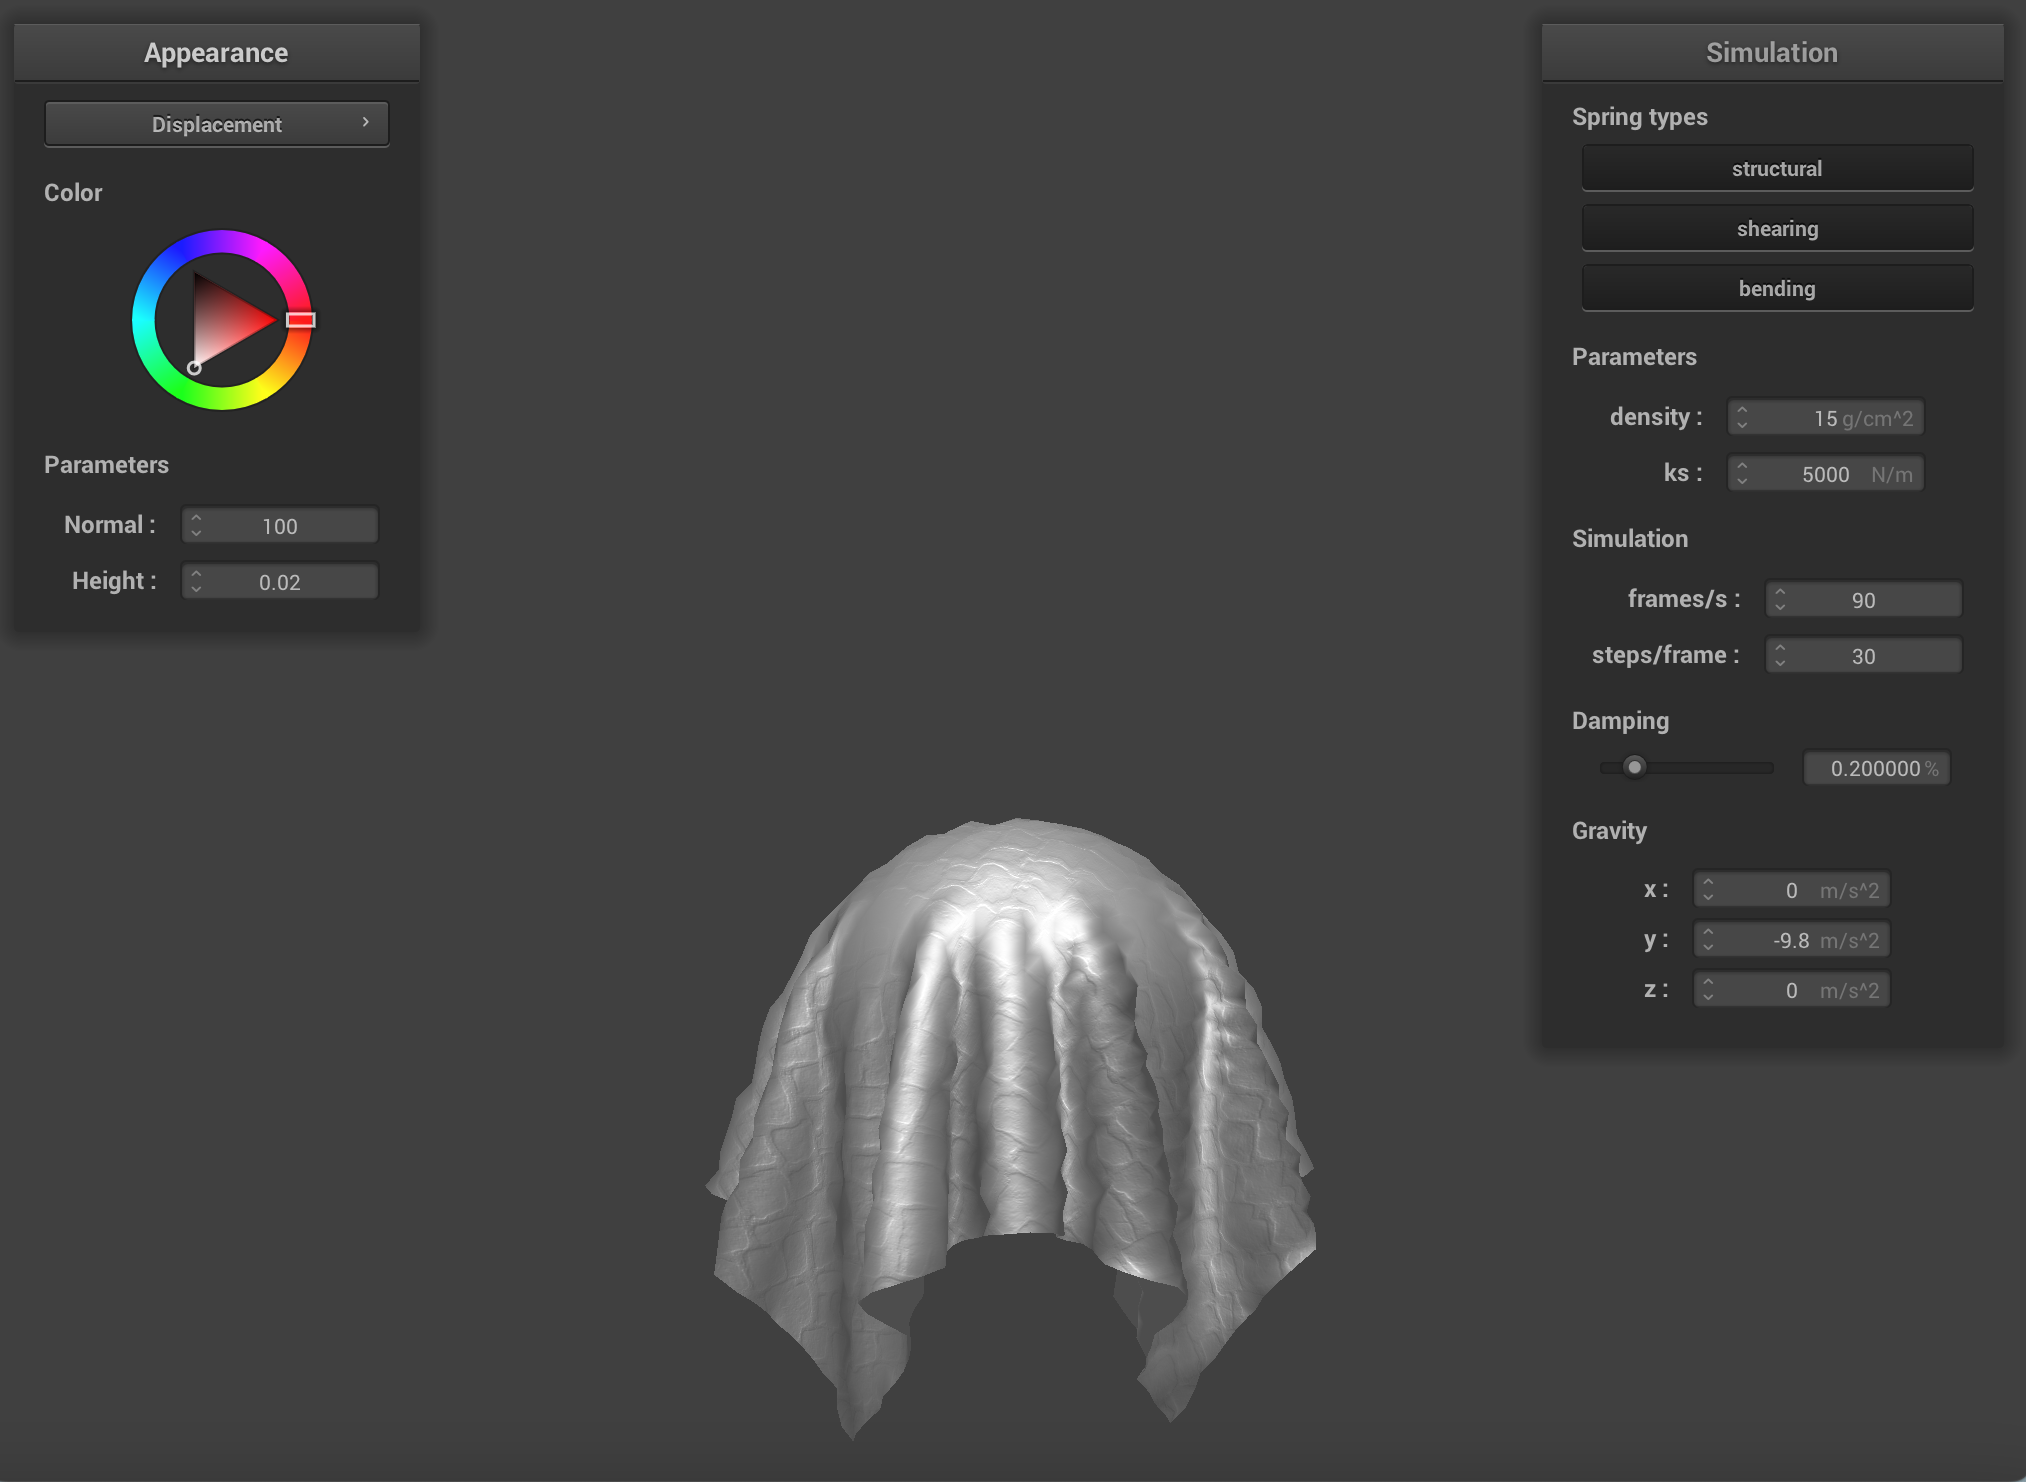 Appearance
Displacement
Color
Parameters
Normal : 100
Height : 0.02
Simulation
Spring types
structural
shearing
bending
Parameters
density : 15 g/cm^2
ks : 5000 N/m
Simulation
frames/s : 90
steps/frame : 30
Damping
0.200000 %
Gravity
x : 0 m/s^2
y : -9.8 m/s^2
z : 0 m/s^2